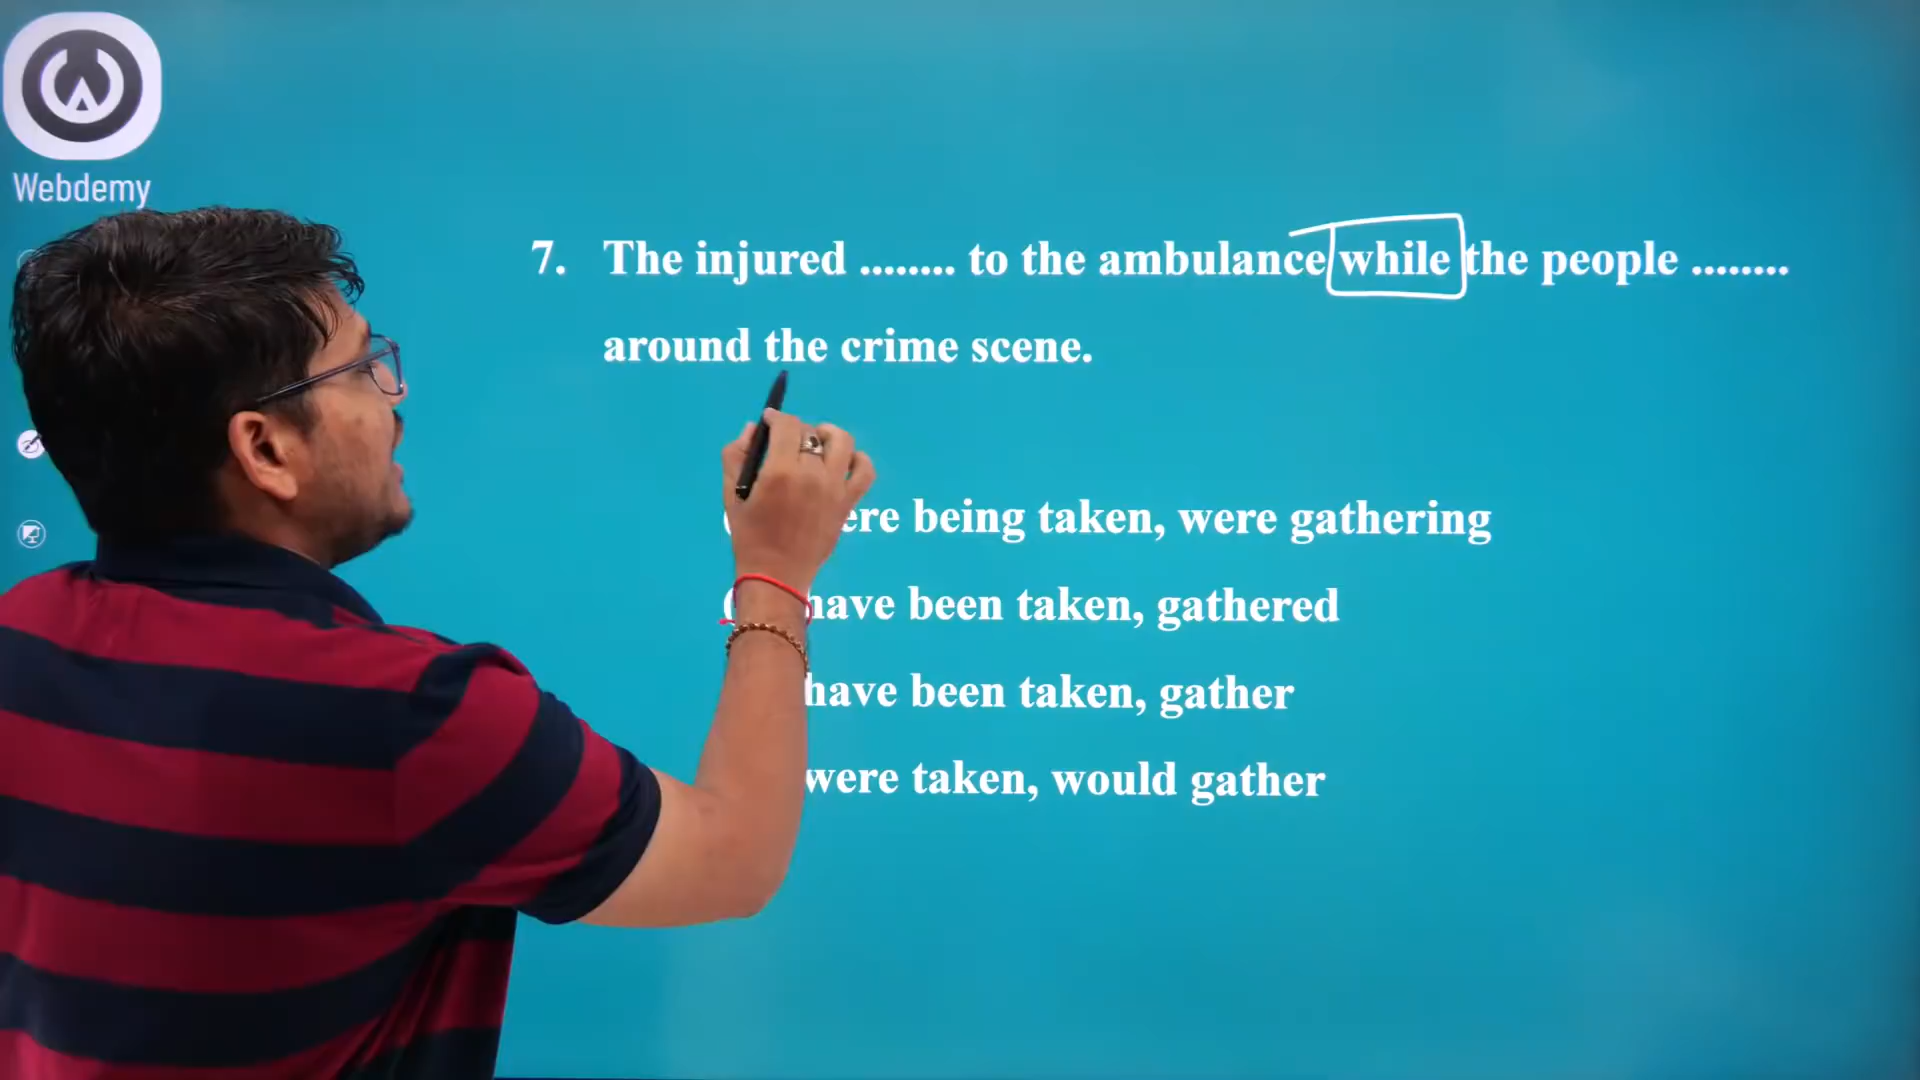 Webdemy
7. The injured ........ to the ambulance while the people ........
around the crime scene.
being taken, were gathering
have been taken, gathered
have been taken, gather
were taken, would gather